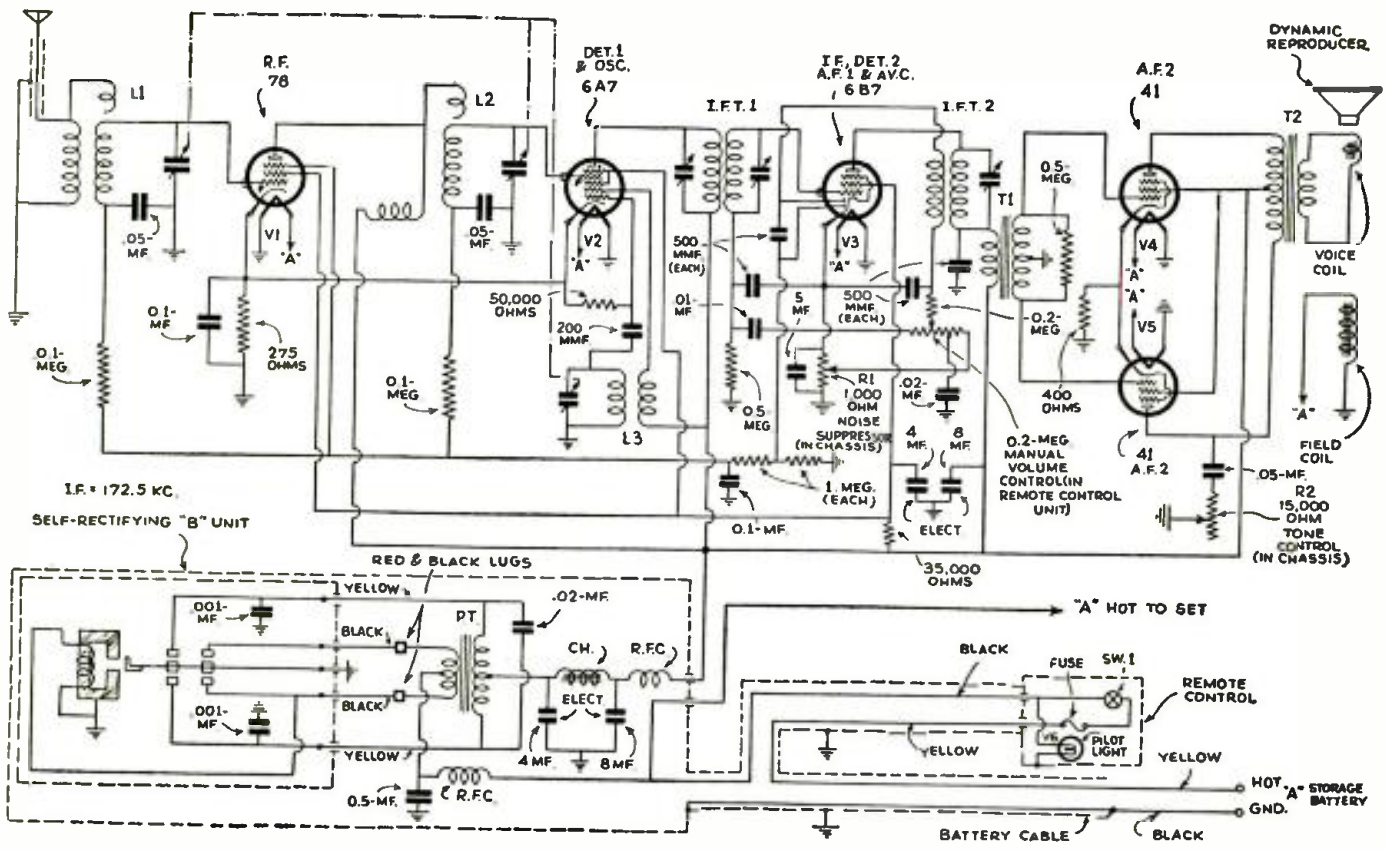 DYNAMIC
REPRODUCER
DET.1
& OSC.
6A7
R.F.
78
I.F., DET.2
A.F.1 & A.V.C.
6B7
A.F.2
41
L1
L2
I.F.T.1
I.F.T.2
T2
0.5-
MEG
T1
.05-
MF.
V1
"A"
.05-
MF.
V2
"A"
500
MMF.
(EACH)
V3
"A"
V4
"A"
"A"
V5
VOICE
COIL
50,000
OHMS
.01-
MF
5
MF
500
MMF.
(EACH)
0.2-
MEG
0.1-
MF.
275
OHMS
200
MMF.
0.1-
MEG
0.1-
MEG
L3
0.5-
MEG
R1
1,000
OHM
NOISE
SUPPRESSOR
(IN CHASSIS)
.02-
MF.
400
OHMS
"A"
FIELD
COIL
4
MF.
8
MF.
0.2-MEG.
MANUAL
VOLUME
CONTROL(IN
REMOTE CONTROL
UNIT)
41
A.F.2
.05-MF.
R2
15,000
OHM
TONE
CONTROL
(IN CHASSIS)
1. MEG.
(EACH)
0.1-MF.
ELECT
35,000
OHMS
I.F. = 172.5 KC.
SELF-RECTIFYING "B" UNIT
RED & BLACK LUGS
YELLOW
.02-MF.
"A" HOT TO SET
.001-
MF.
BLACK
P.T.
CH.
R.F.C.
BLACK
FUSE
SW.1
REMOTE
CONTROL
.001-
MF.
BLACK
ELECT
YELLOW
V6
PILOT
LIGHT
YELLOW
4 MF.
8 MF.
YELLOW
0.5-MF.
R.F.C.
HOT
"A" STORAGE
BATTERY
GND.
BATTERY CABLE
BLACK